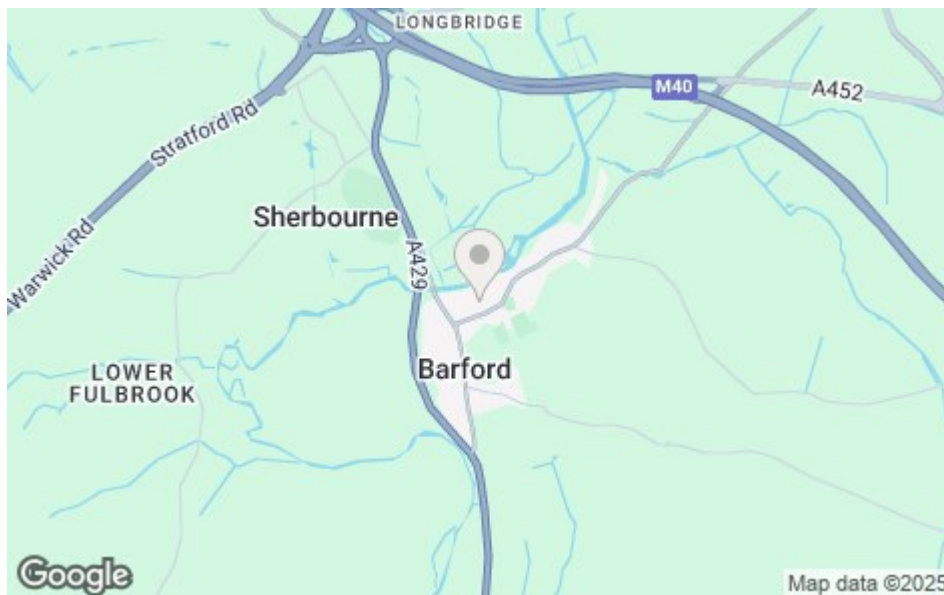 LONGBRIDGE
M40
A452
Stratford Rd
Sherbourne
Warwick Rd
A429
LOWER
FULBROOK
Barford
Google
Map data ©2025